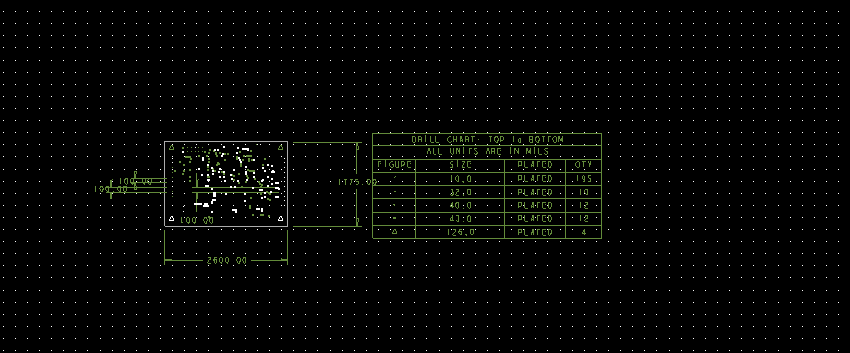 DRILL CHART: TOP to BOTTOM
ALL UNITS ARE IN MILS
FIGURE SIZE PLATED QTY
10.0 PLATED 195
32.0 PLATED 10
40.0 PLATED 12
43.0 PLATED 12
126.0 PLATED 4
1775.00
100.00
100.00
100.00
2600.00